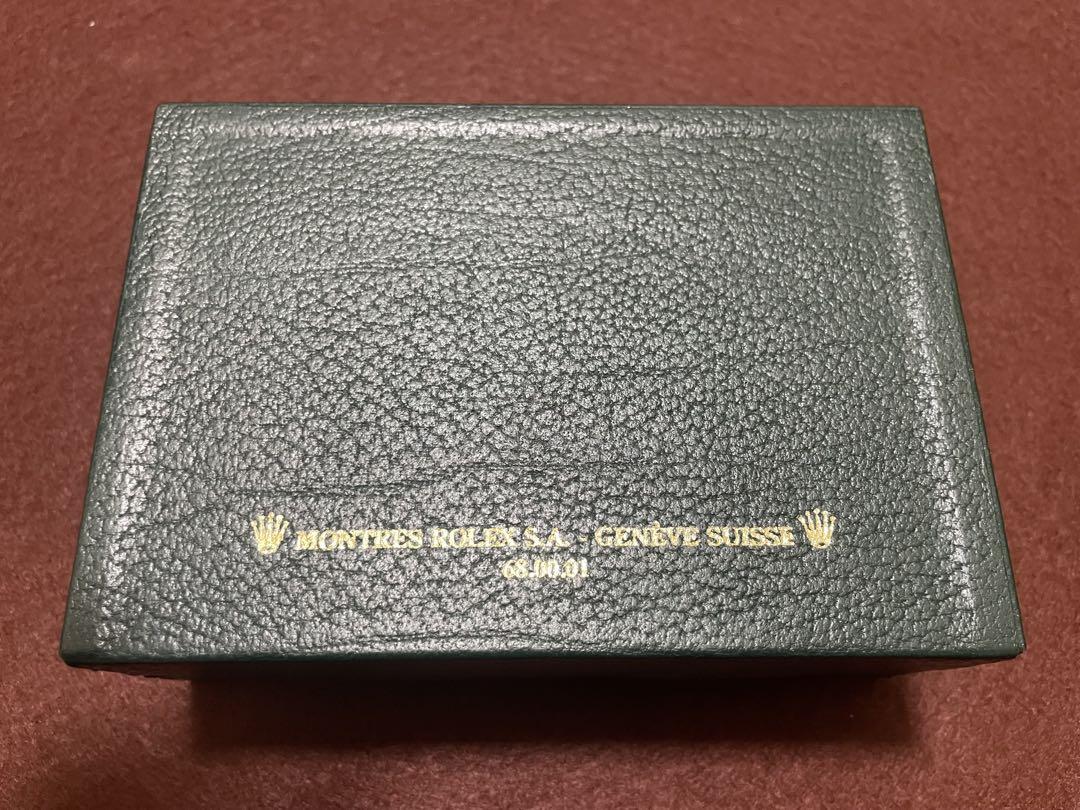 MONTRES ROLEX S.A. - GENÈVE SUISSE
68.00.01